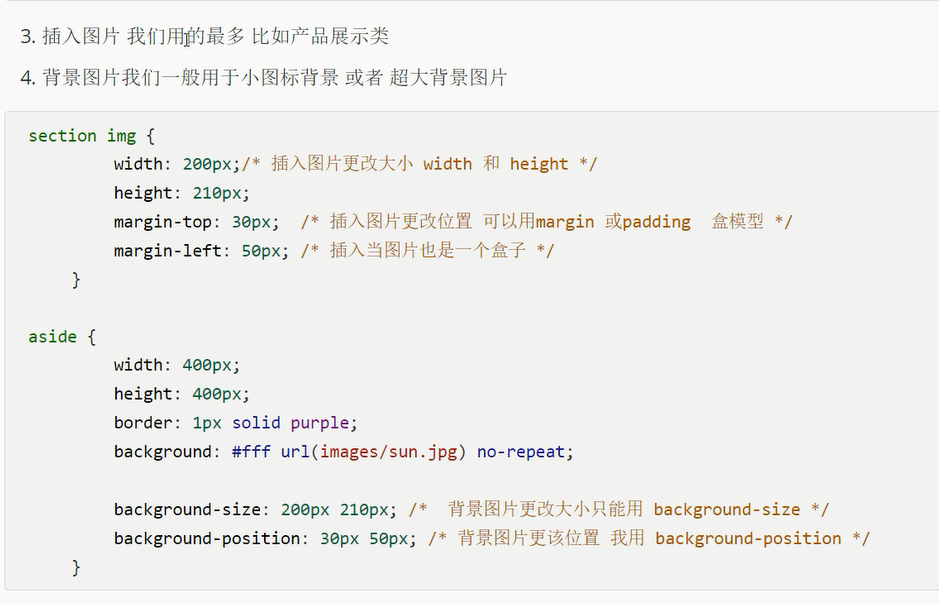 3. 插入图片 我们用的最多 比如产品展示类
4. 背景图片我们一般用于小图标背景 或者 超大背景图片
section img {
width: 200px;/* 插入图片更改大小 width 和 height */
height: 210px;
margin-top: 30px; /* 插入图片更改位置 可以用margin 或padding 盒模型 */
margin-left: 50px; /* 插入当图片也是一个盒子 */
}
aside {
width: 400px;
height: 400px;
border: 1px solid purple;
background: #fff url(images/sun.jpg) no-repeat;
background-size: 200px 210px; /* 背景图片更改大小只能用 background-size */
background-position: 30px 50px; /* 背景图片更该位置 我用 background-position */
}